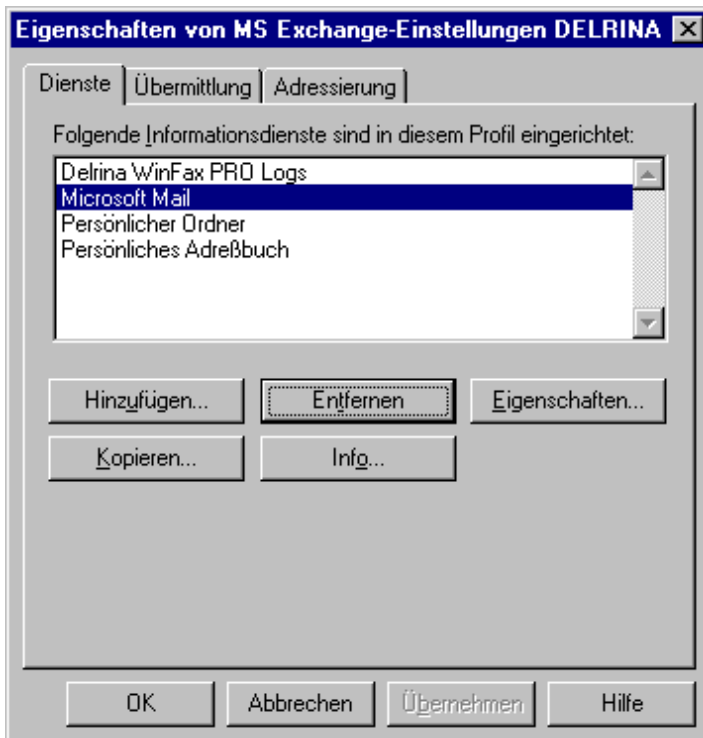 Eigenschaften von MS Exchange-Einstellungen DELRINA
Dienste Übermittlung Adressierung
Folgende Informationsdienste sind in diesem Profil eingerichtet:
Delrina WinFax PRO Logs
Microsoft Mail
Persönlicher Ordner
Persönliches Adreßbuch
Hinzufügen... Entfernen Eigenschaften...
Kopieren... Info...
OK Abbrechen Übernehmen Hilfe